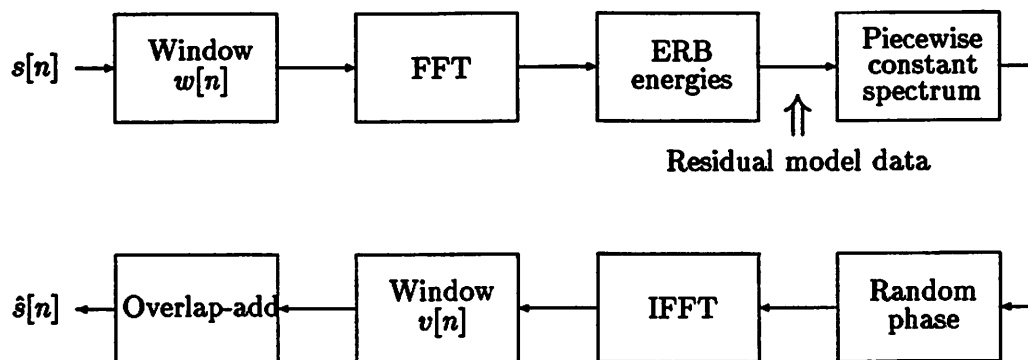 s[n]
Window
w[n]
FFT
ERB
energies
Piecewise
constant
spectrum
Residual model data
ŝ[n]
Overlap-add
Window
v[n]
IFFT
Random
phase